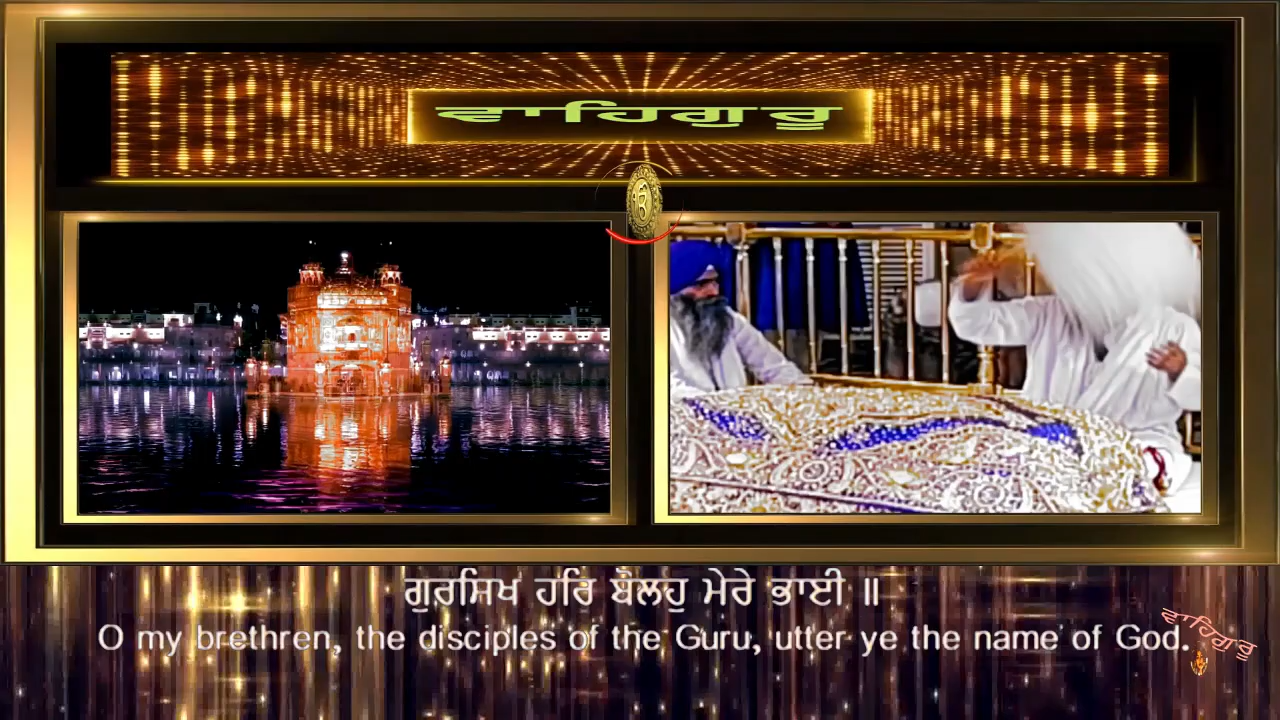 ਵਾਹਿਗੁਰੂ
ੴ
ਗੁਰਸਿਖ ਹਰਿ ਬੋਲਹੁ ਮੇਰੇ ਭਾਈ ॥
O my brethren, the disciples of the Guru, utter ye the name of God.
ਵਾਹਿਗੁਰੂ